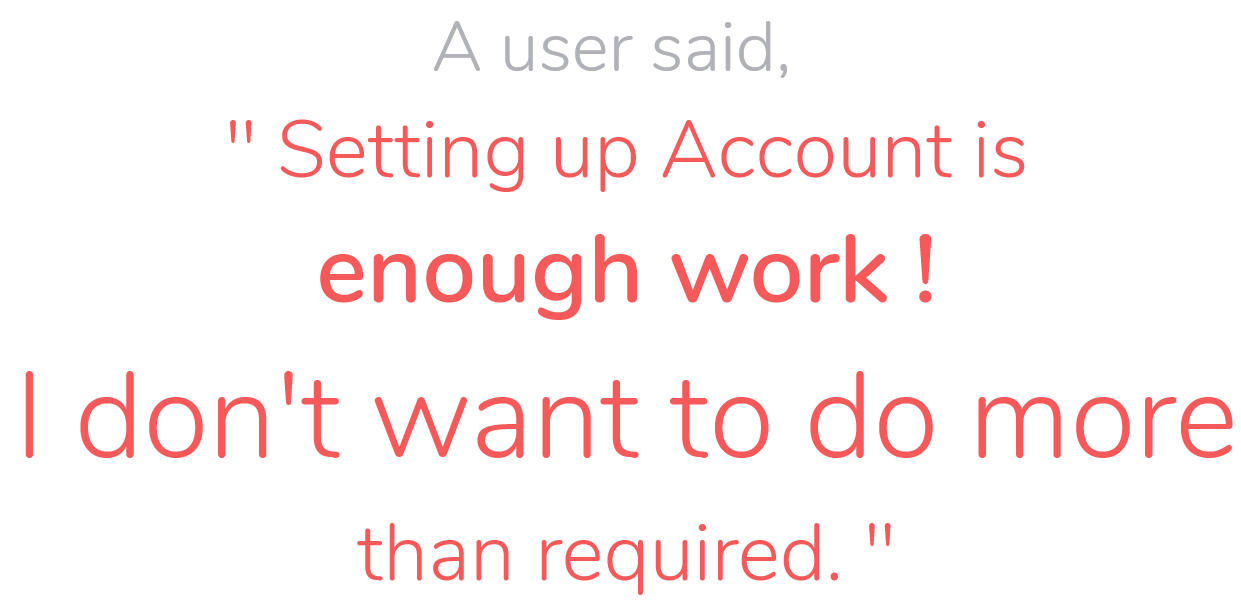 A user said,
" Setting up Account is
enough work !
I don't want to do more
than required. "